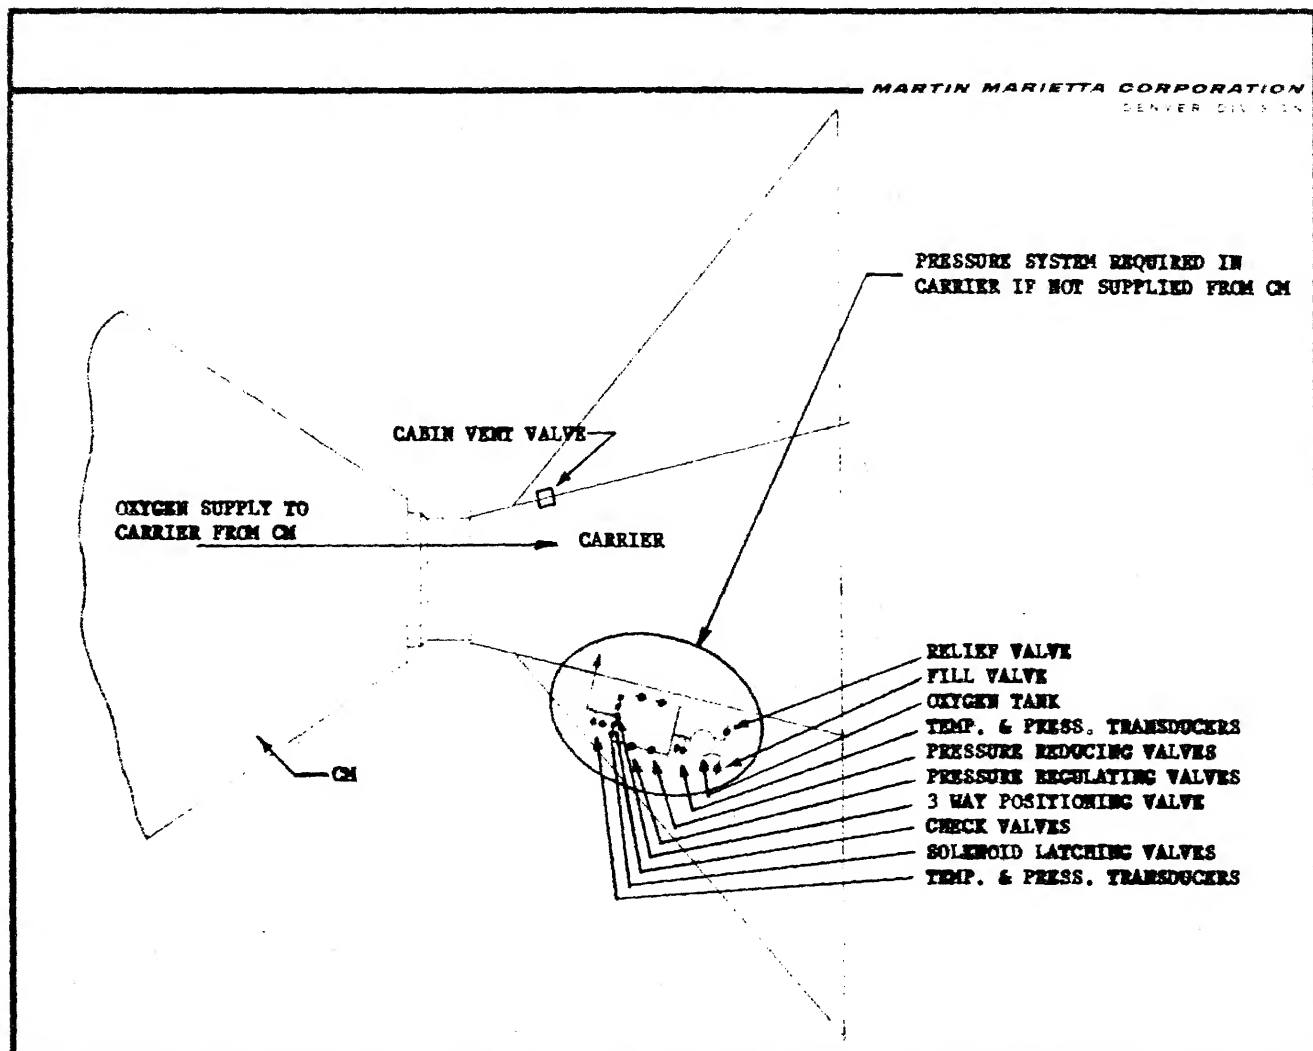 MARTIN MARIETTA CORPORATION
DENVER DIVISION
PRESSURE SYSTEM REQUIRED IN
CARRIER IF NOT SUPPLIED FROM CM
CABIN VENT VALVE
OXYGEN SUPPLY TO
CARRIER FROM CM
CARRIER
RELIEF VALVE
FILL VALVE
OXYGEN TANK
TEMP. & PRESS. TRANSDUCERS
PRESSURE REDUCING VALVES
PRESSURE REGULATING VALVES
3 WAY POSITIONING VALVE
CHECK VALVES
SOLENOID LATCHING VALVES
TEMP. & PRESS. TRANSDUCERS
CM